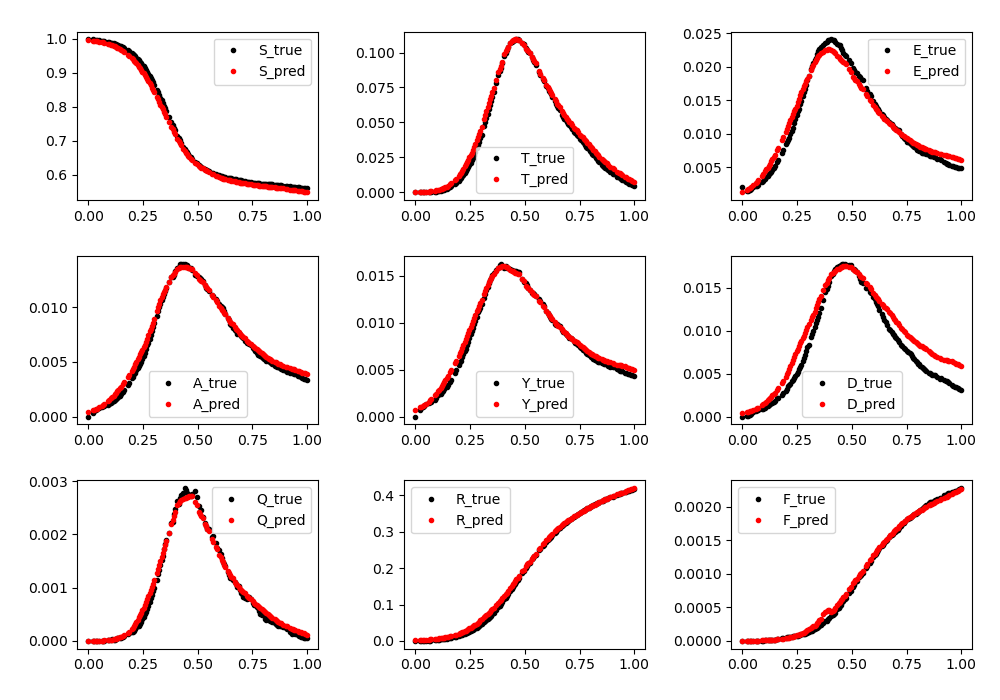 1.0
0.9
0.8
0.7
0.6
0.00 0.25 0.50 0.75 1.00
S_true
S_pred
0.100
0.075
0.050
0.025
0.000
0.00 0.25 0.50 0.75 1.00
T_true
T_pred
0.025
0.020
0.015
0.010
0.005
0.00 0.25 0.50 0.75 1.00
E_true
E_pred
0.010
0.005
0.000
0.00 0.25 0.50 0.75 1.00
A_true
A_pred
0.015
0.010
0.005
0.000
0.00 0.25 0.50 0.75 1.00
Y_true
Y_pred
0.015
0.010
0.005
0.000
0.00 0.25 0.50 0.75 1.00
D_true
D_pred
0.003
0.002
0.001
0.000
0.00 0.25 0.50 0.75 1.00
Q_true
Q_pred
0.4
0.3
0.2
0.1
0.0
0.00 0.25 0.50 0.75 1.00
R_true
R_pred
0.0020
0.0015
0.0010
0.0005
0.0000
0.00 0.25 0.50 0.75 1.00
F_true
F_pred